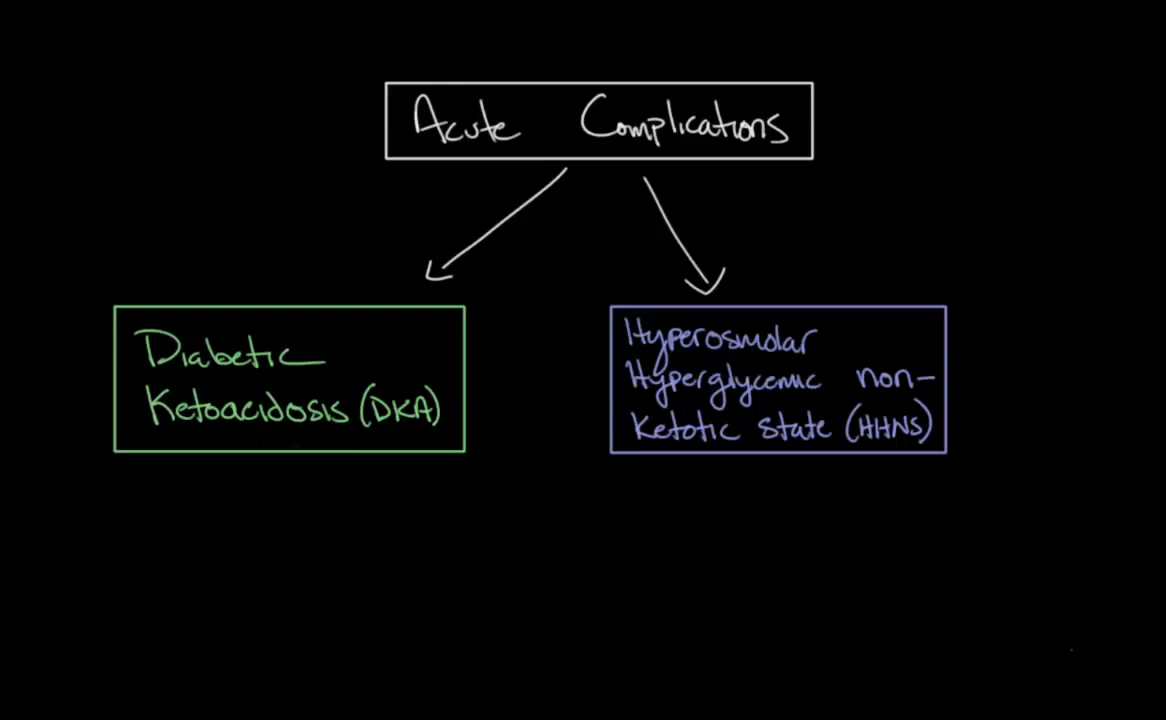 Acute Complications
Diabetic
Ketoacidosis (DKA)
Hyperosmolar
Hyperglycemic non-
Ketotic state (HHNS)